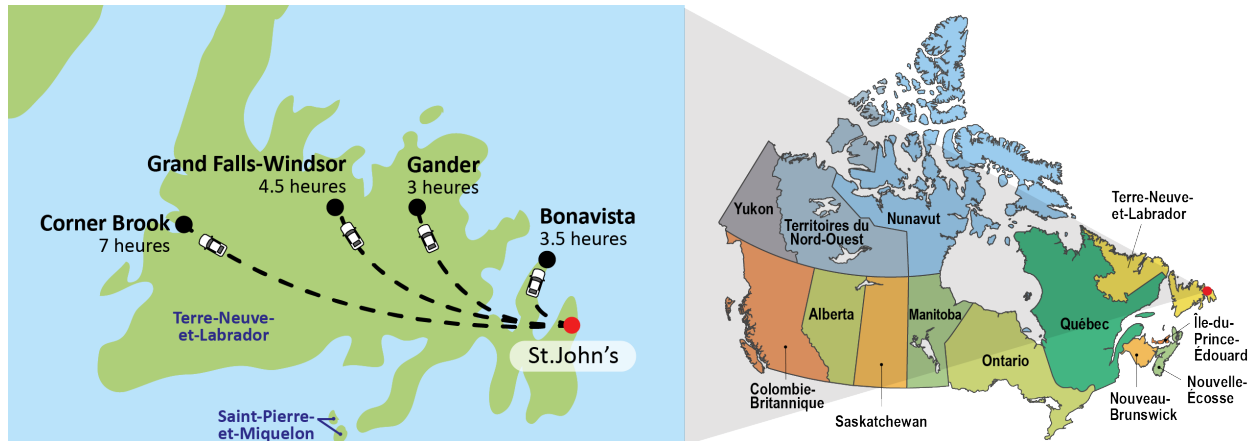 Grand Falls-Windsor
4.5 heures
Gander
3 heures
Corner Brook
7 heures
Bonavista
3.5 heures
Terre-Neuve-
et-Labrador
St.John's
Saint-Pierre-
et-Miquelon
Yukon
Territoires du
Nord-Ouest
Nunavut
Terre-Neuve-
et-Labrador
Alberta
Manitoba
Québec
Ontario
Île-du-
Prince-
Édouard
Colombie-
Britannique
Saskatchewan
Nouveau-
Brunswick
Nouvelle-
Écosse